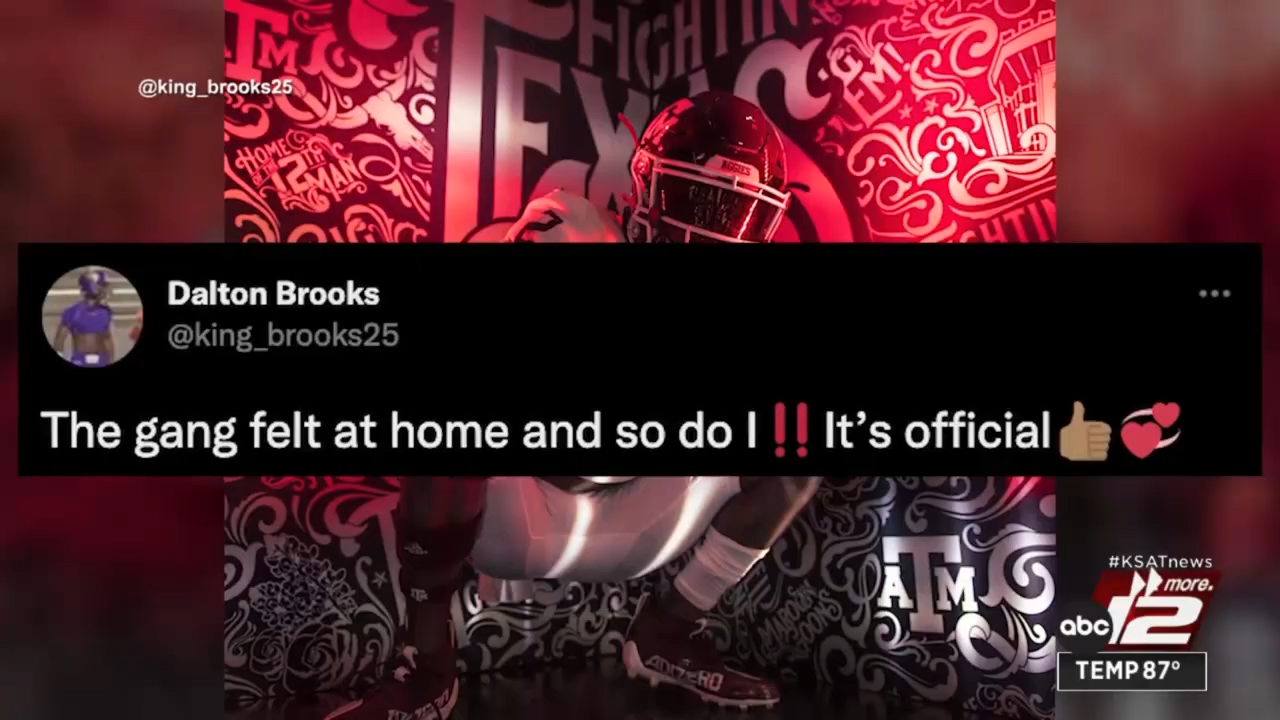 @king_brooks25
FIGHTIN
TEXAS
HOME
OF THE
12TH
MAN
AGGIES
Dalton Brooks
@king_brooks25
The gang felt at home and so do I‼️It’s official👍🏽💞
ATM
ADIZERO
#KSATnews
more.
abc 12
TEMP 87°